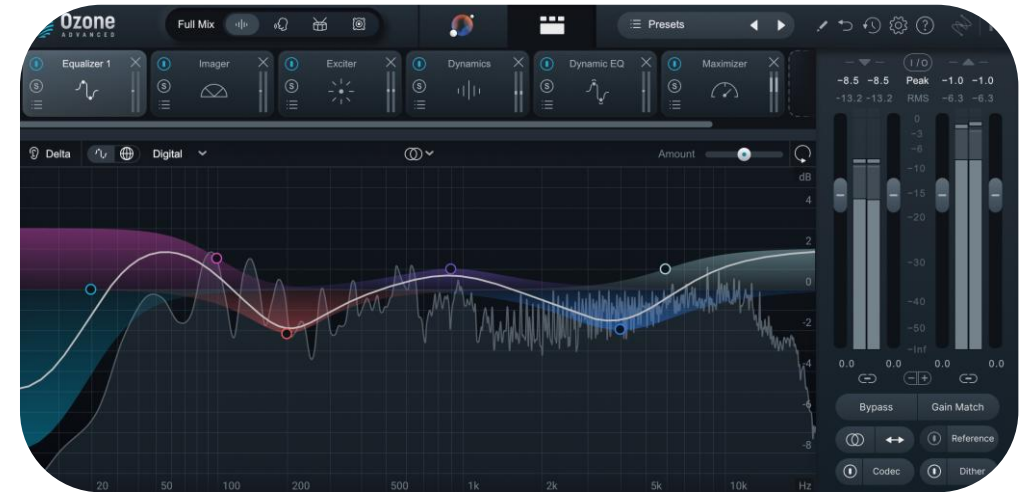 Ozone
ADVANCED
Full Mix
Presets
Equalizer 1
Imager
Exciter
Dynamics
Dynamic EQ
Maximizer
S S S S S S
I/O
-8.5 -8.5 Peak -1.0 -1.0
-13.2 -13.2 RMS -6.3 -6.3
Delta
Digital
Amount
dB
4
2
0
-2
-4
-6
-8
20 50 100 200 500 1k 2k 5k 10k Hz
0
-3
-6
-10
-15
-20
-30
-40
-50
-Inf
0.0 0.0 0.0 0.0
Bypass
Gain Match
Reference
Codec
Dither